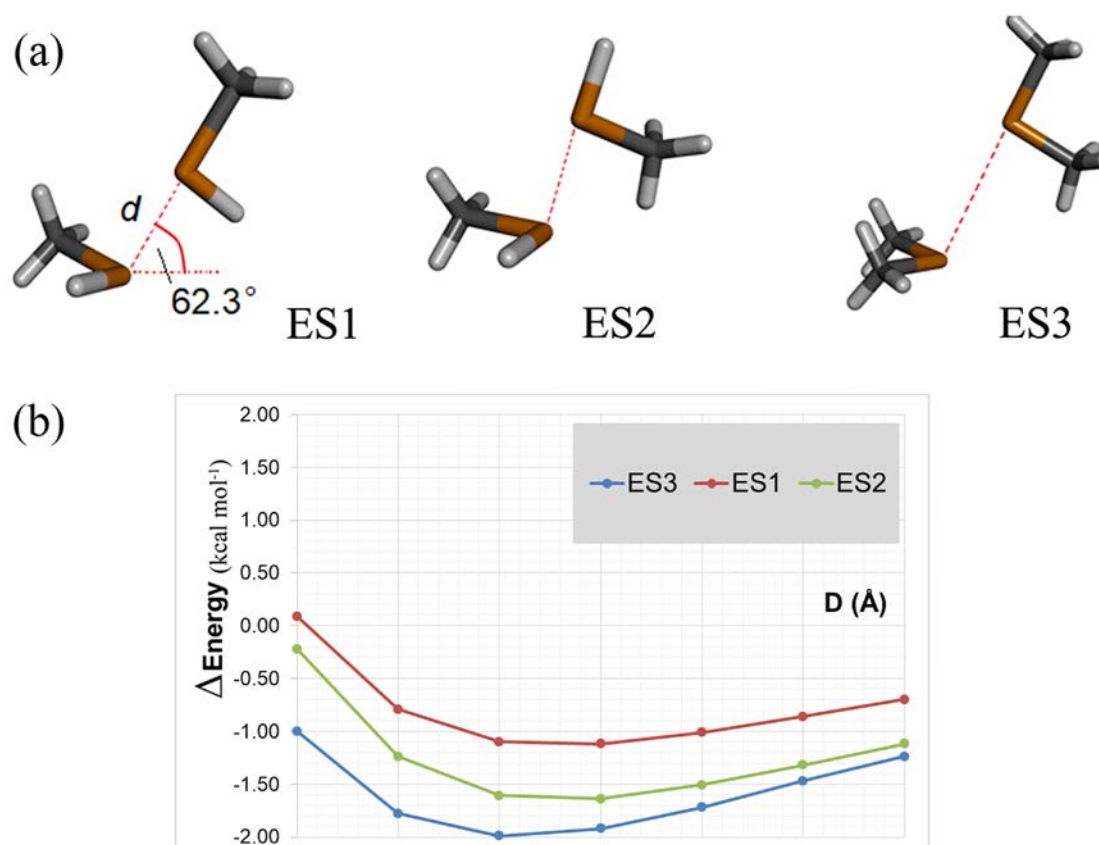 (a)
d
62.3°
ES1
ES2
ES3
(b)
2.00
1.50
1.00
0.50
0.00
-0.50
-1.00
-1.50
-2.00
ΔEnergy (kcal mol⁻¹)
ES3 ES1 ES2
D (Å)